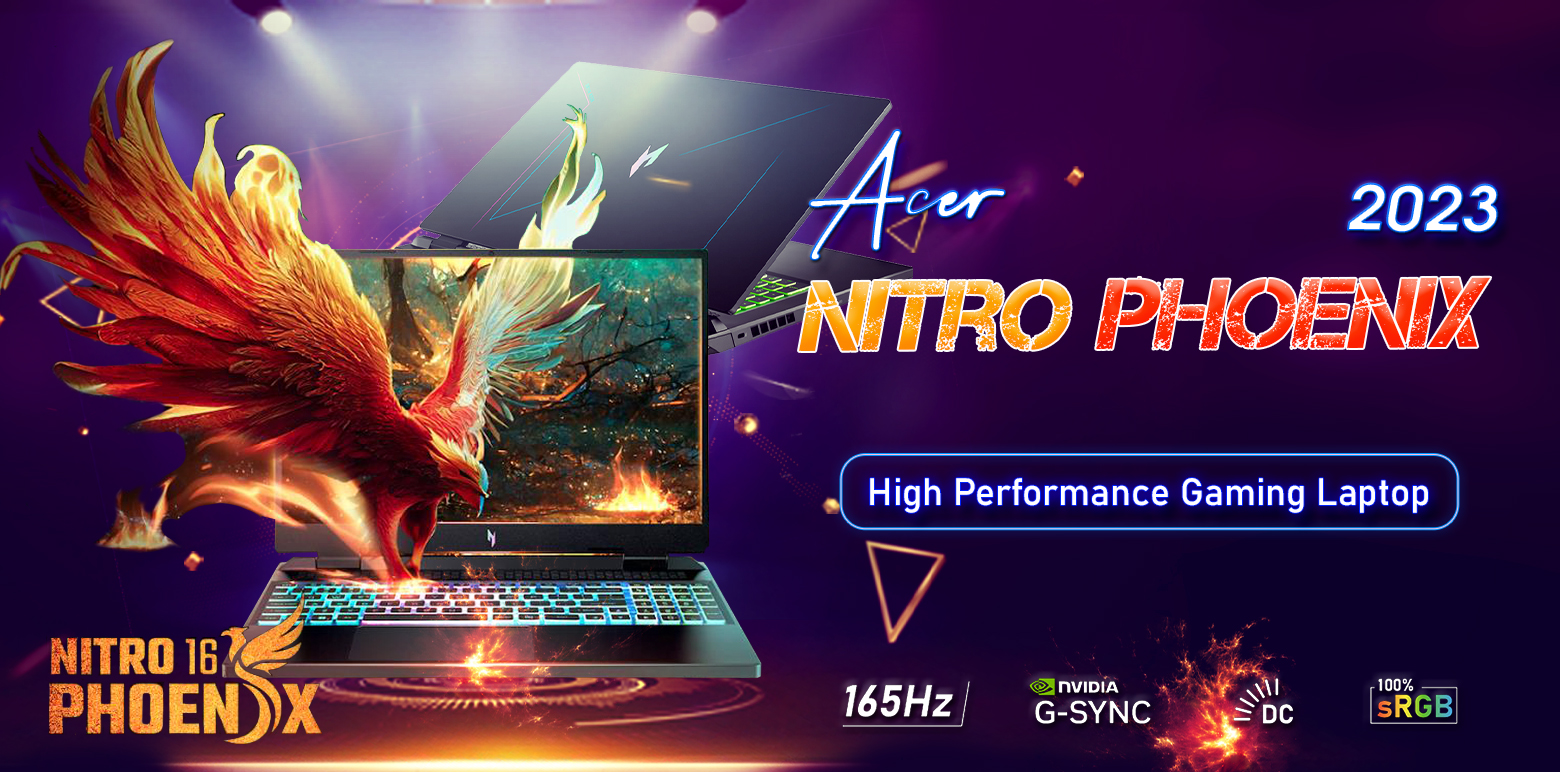 Acer
2023
NITRO PHOENIX
High Performance Gaming Laptop
NITRO 16
PHOENIX
165Hz
NVIDIA
G-SYNC
DC
100%
sRGB